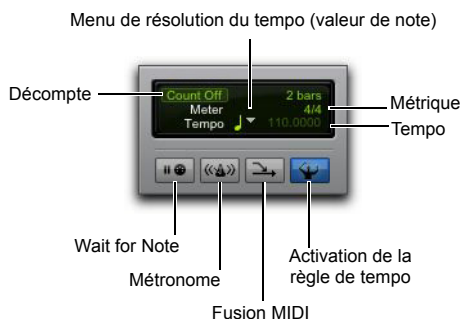 Menu de résolution du tempo (valeur de note)
Décompte
Count Off 2 bars
Meter 4/4
Tempo 110.0000
Métrique
Tempo
Wait for Note
Métronome
Fusion MIDI
Activation de la
règle de tempo